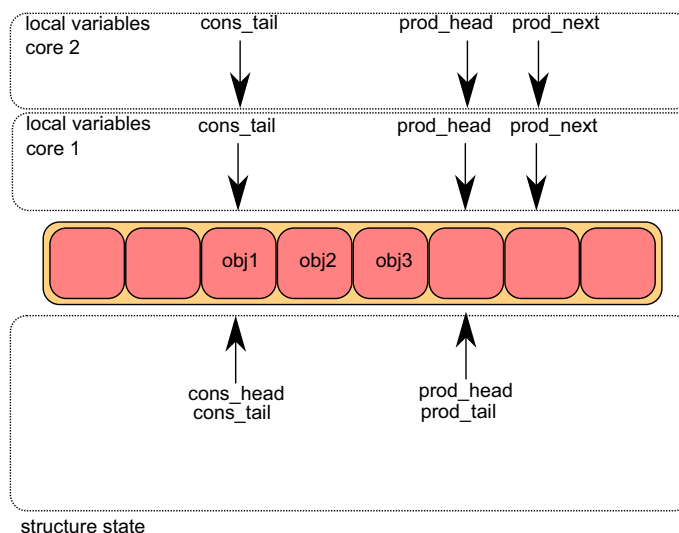 local variables
core 2
cons_tail
prod_head
prod_next
local variables
core 1
cons_tail
prod_head
prod_next
obj1
obj2
obj3
cons_head
cons_tail
prod_head
prod_tail
structure state